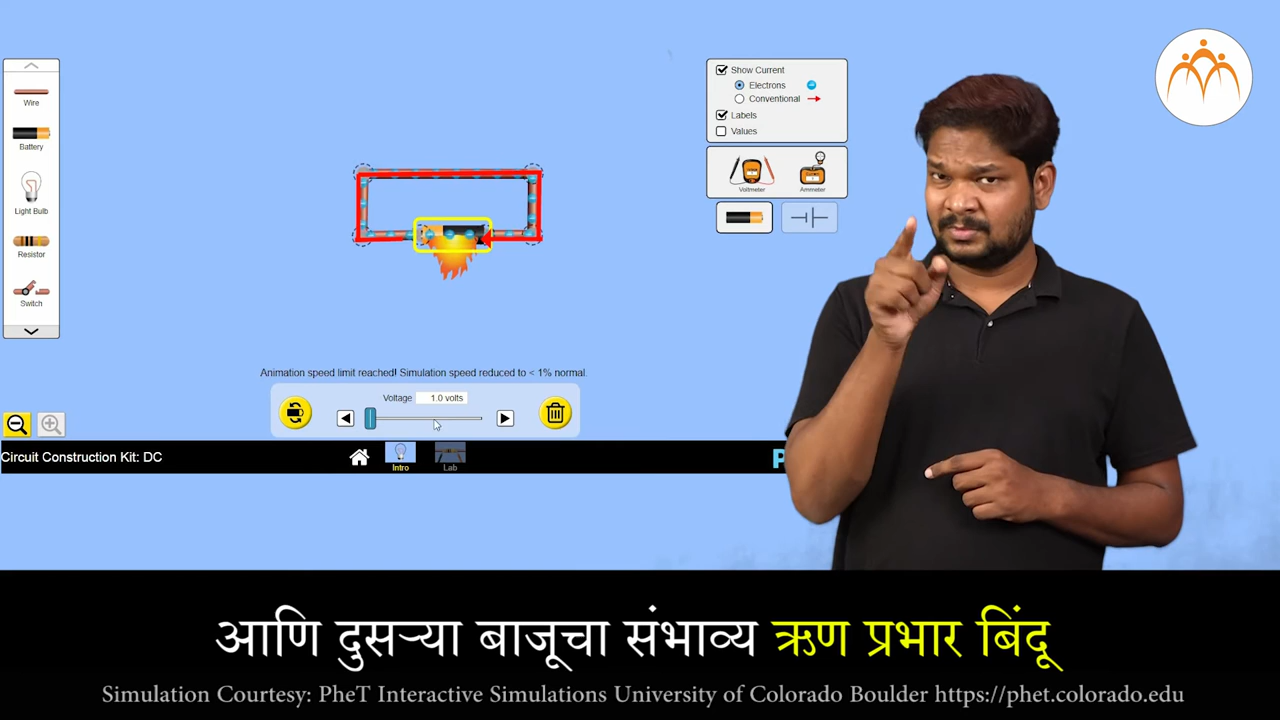 Show Current
Electrons
Conventional
Labels
Values
Wire
Battery
Light Bulb
Resistor
Switch
Voltmeter
Ammeter
Animation speed limit reached! Simulation speed reduced to < 1% normal.
Voltage 1.0 volts
Circuit Construction Kit: DC
Intro
Lab
P
आणि दुसऱ्या बाजूचा संभाव्य ऋण प्रभार बिंदू
Simulation Courtesy: PheT Interactive Simulations University of Colorado Boulder https://phet.colorado.edu